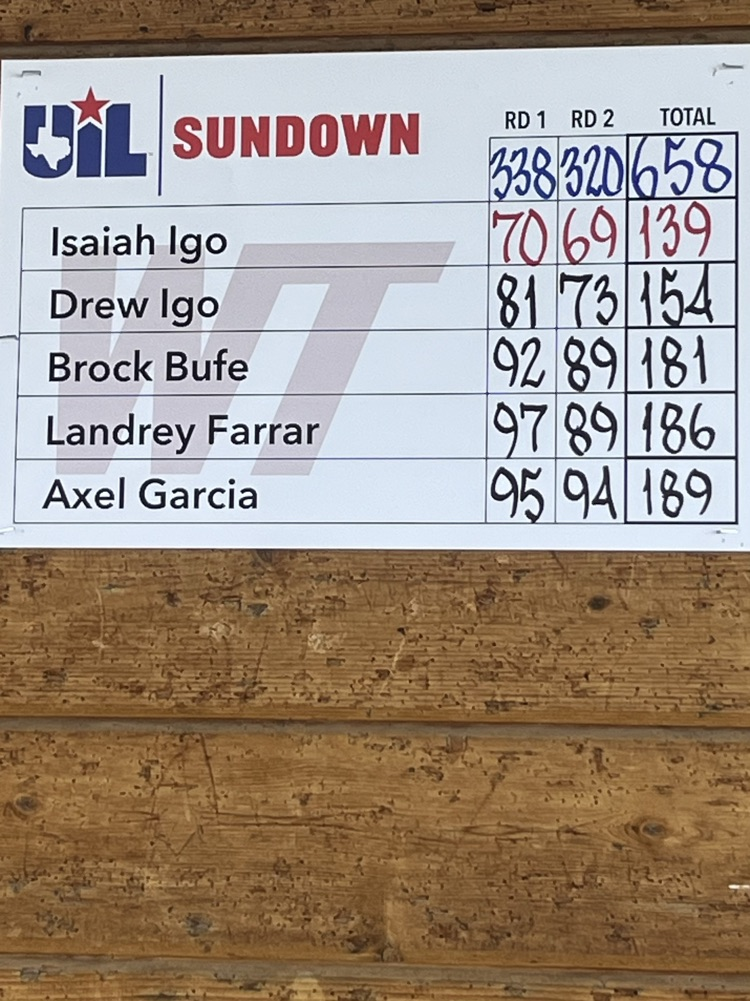 UIL SUNDOWN RD 1 RD 2 TOTAL
338 320 658
Isaiah Igo 70 69 139
Drew Igo 81 73 154
Brock Bufe 92 89 181
Landrey Farrar 97 89 186
Axel Garcia 95 94 189
WT